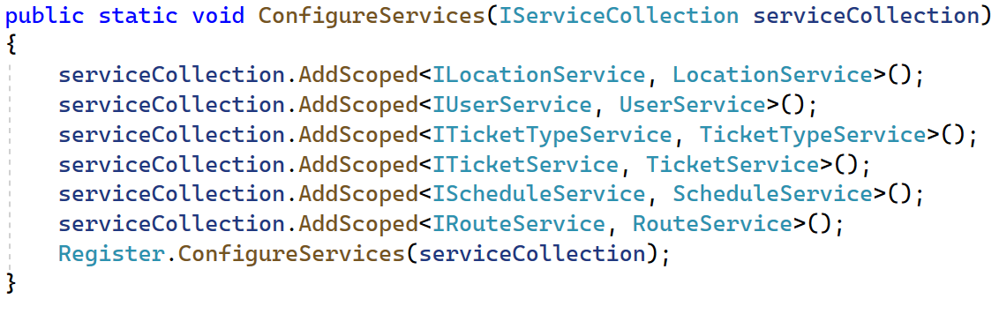 public static void ConfigureServices(IServiceCollection serviceCollection)
{
    serviceCollection.AddScoped<ILocationService, LocationService>();
    serviceCollection.AddScoped<IUserService, UserService>();
    serviceCollection.AddScoped<ITicketTypeService, TicketTypeService>();
    serviceCollection.AddScoped<ITicketService, TicketService>();
    serviceCollection.AddScoped<IScheduleService, ScheduleService>();
    serviceCollection.AddScoped<IRouteService, RouteService>();
    Register.ConfigureServices(serviceCollection);
}